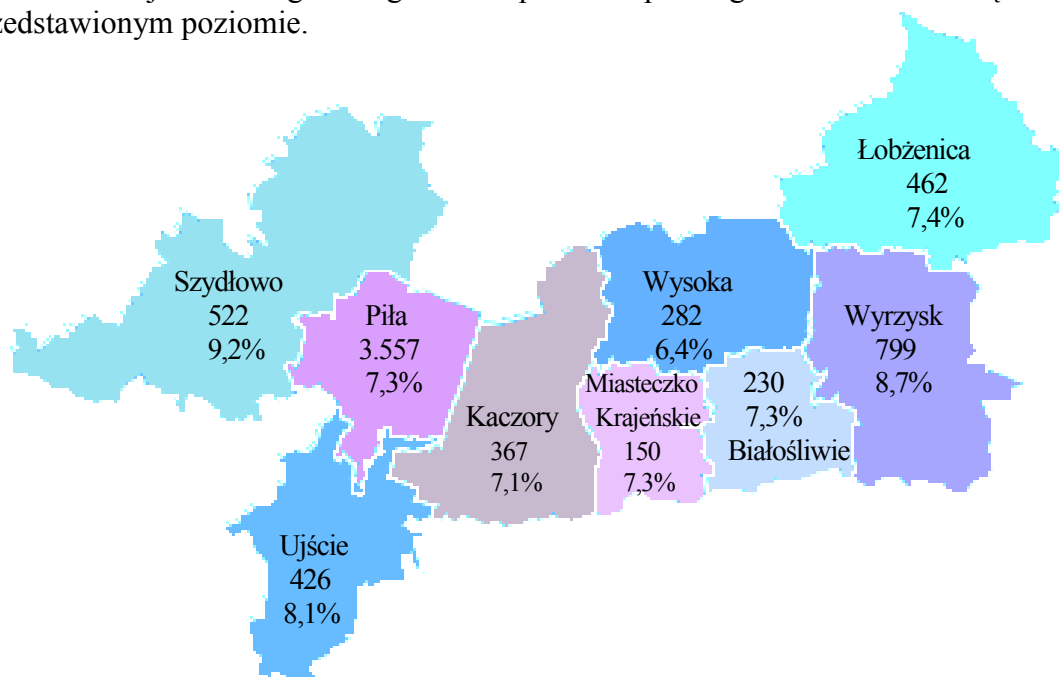 zedstawionym poziomie.
Łobżenica
462
7,4%
Szydłowo
522
9,2%
Piła
3.557
7,3%
Wysoka
282
6,4%
Wyrzysk
799
8,7%
Kaczory
367
7,1%
Miasteczko
Krajeńskie
150
7,3%
230
7,3%
Białośliwie
Ujście
426
8,1%